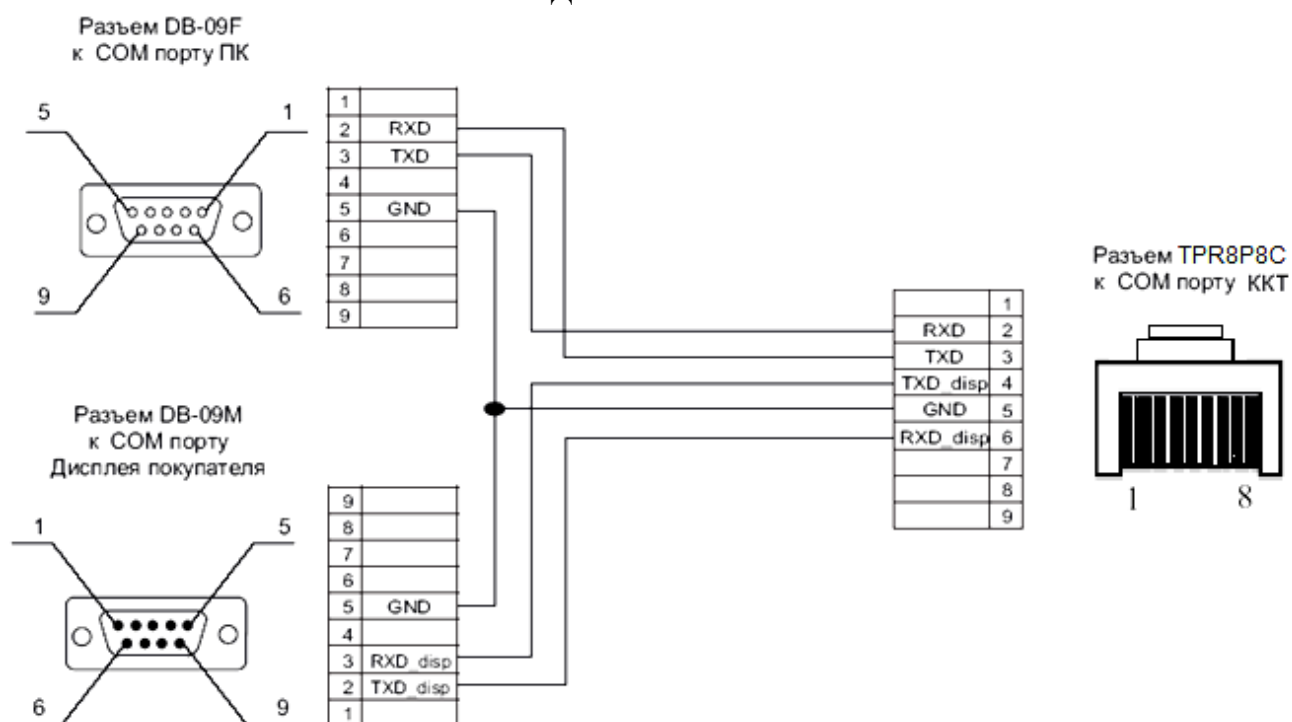 Разъем DB-09F
к COM порту ПК
5
1
9
6
1
2 RXD
3 TXD
4
5 GND
6
7
8
9
Разъем TPR8P8C
к COM порту ККТ
1
RXD 2
TXD 3
TXD_disp 4
GND 5
RXD_disp 6
7
8
9
1 8
Разъем DB-09M
к COM порту
Дисплея покупателя
1
5
6
9
9
8
7
6
5 GND
4
3 RXD_disp
2 TXD_disp
1